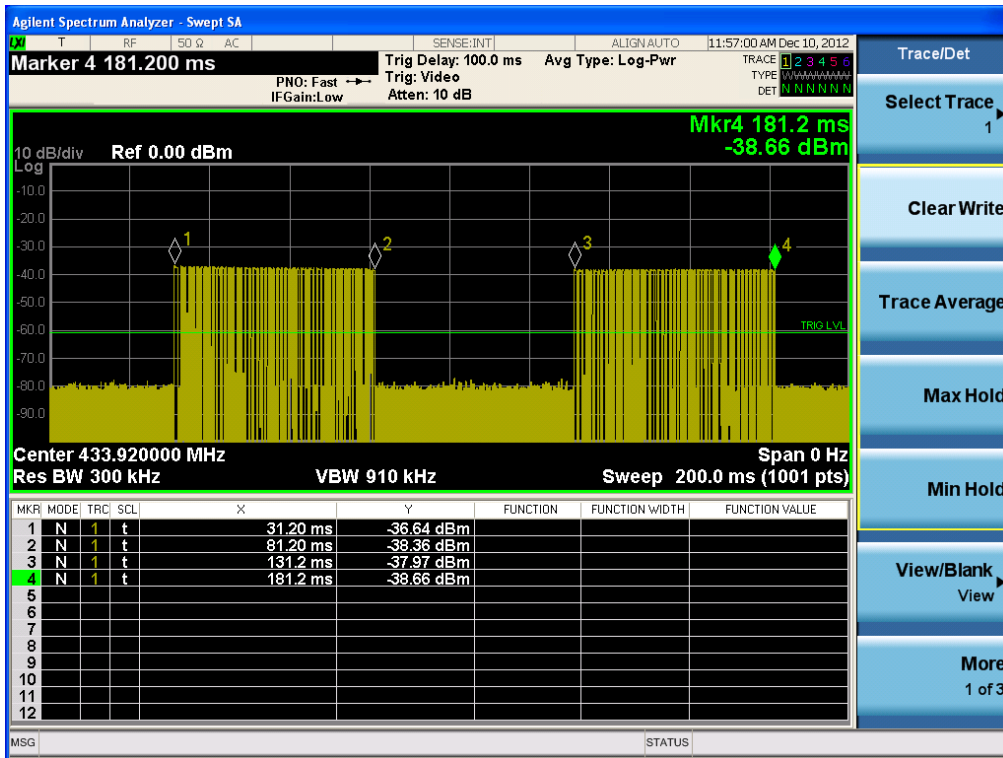 Agilent Spectrum Analyzer - Swept SA
LXI T RF 50 Ω AC SENSE:INT ALIGN AUTO 11:57:00 AM Dec 10, 2012
Marker 4 181.200 ms
PNO: Fast
IFGain:Low
Trig Delay: 100.0 ms
Trig: Video
Atten: 10 dB
Avg Type: Log-Pwr
TRACE 1 2 3 4 5 6
TYPE
DET N N N N N N
Mkr4 181.2 ms
-38.66 dBm
10 dB/div Ref 0.00 dBm
Log
-10.0
-20.0
-30.0
-40.0
-50.0
-60.0
-70.0
-80.0
-90.0
1
2
3
4
TRIG LVL
Center 433.920000 MHz Span 0 Hz
Res BW 300 kHz VBW 910 kHz Sweep 200.0 ms (1001 pts)
MKR MODE TRC SCL X Y FUNCTION FUNCTION WIDTH FUNCTION VALUE
1 N 1 t 31.20 ms -36.64 dBm
2 N 1 t 81.20 ms -38.36 dBm
3 N 1 t 131.2 ms -37.97 dBm
4 N 1 t 181.2 ms -38.66 dBm
5
6
7
8
9
10
11
12
MSG STATUS
Trace/Det
Select Trace
1
Clear Write
Trace Average
Max Hold
Min Hold
View/Blank
View
More
1 of 3